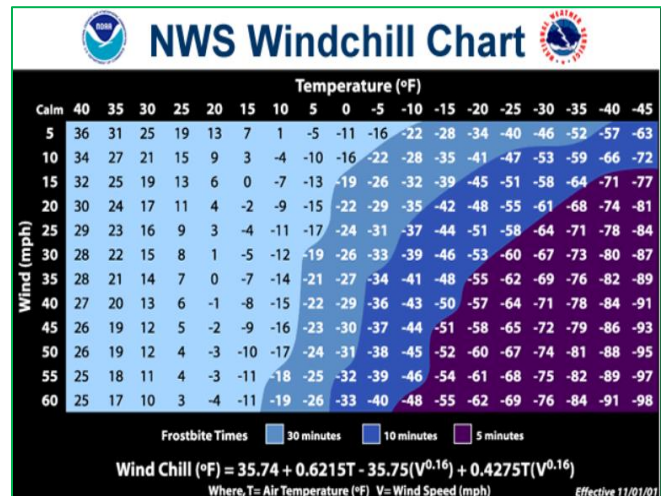 NOAA
NWS Windchill Chart
Temperature (ºF)
Calm 40 35 30 25 20 15 10 5 0 -5 -10 -15 -20 -25 -30 -35 -40 -45
5 36 31 25 19 13 7 1 -5 -11 -16 -22 -28 -34 -40 -46 -52 -57 -63
10 34 27 21 15 9 3 -4 -10 -16 -22 -28 -35 -41 -47 -53 -59 -66 -72
15 32 25 19 13 6 0 -7 -13 -19 -26 -32 -39 -45 -51 -58 -64 -71 -77
20 30 24 17 11 4 -2 -9 -15 -22 -29 -35 -42 -48 -55 -61 -68 -74 -81
25 29 23 16 9 3 -4 -11 -17 -24 -31 -37 -44 -51 -58 -64 -71 -78 -84
30 28 22 15 8 1 -5 -12 -19 -26 -33 -39 -46 -53 -60 -67 -73 -80 -87
35 28 21 14 7 0 -7 -14 -21 -27 -34 -41 -48 -55 -62 -69 -76 -82 -89
40 27 20 13 6 -1 -8 -15 -22 -29 -36 -43 -50 -57 -64 -71 -78 -84 -91
45 26 19 12 5 -2 -9 -16 -23 -30 -37 -44 -51 -58 -65 -72 -79 -86 -93
50 26 19 12 4 -3 -10 -17 -24 -31 -38 -45 -52 -60 -67 -74 -81 -88 -95
55 25 18 11 4 -3 -11 -18 -25 -32 -39 -46 -54 -61 -68 -75 -82 -89 -97
60 25 17 10 3 -4 -11 -19 -26 -33 -40 -48 -55 -62 -69 -76 -84 -91 -98
Wind (mph)
Frostbite Times 30 minutes 10 minutes 5 minutes
Wind Chill (ºF) = 35.74 + 0.6215T - 35.75(V0.16) + 0.4275T(V0.16)
Where, T= Air Temperature (ºF) V= Wind Speed (mph) Effective 11/01/01